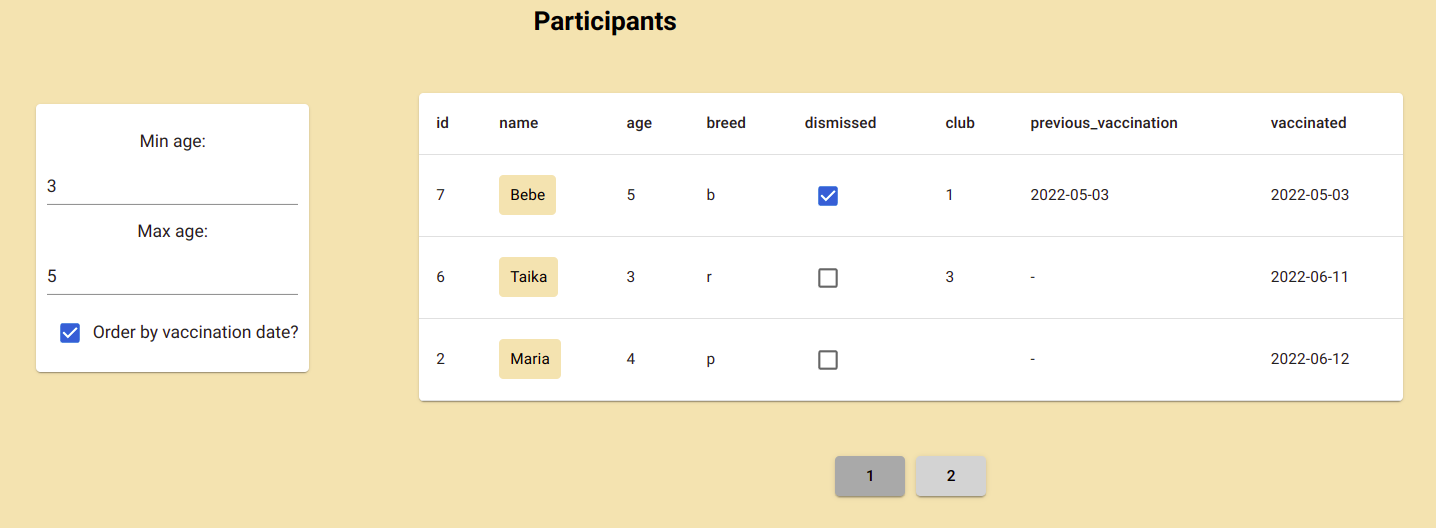 Participants
Min age:
3
Max age:
5
Order by vaccination date?
id name age breed dismissed club previous_vaccination vaccinated
7 Bebe 5 b 1 2022-05-03 2022-05-03
6 Taika 3 r 3 - 2022-06-11
2 Maria 4 p - 2022-06-12
1 2